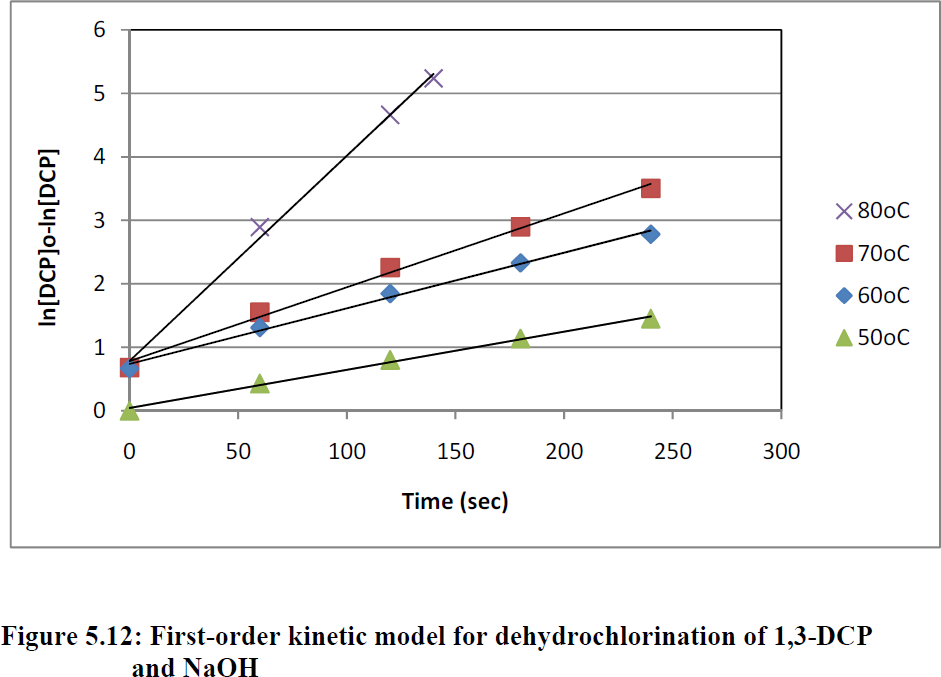 6
5
4
3
2
1
0
ln[DCP]o-ln[DCP]
0 50 100 150 200 250 300
Time (sec)
80oC
70oC
60oC
50oC
Figure 5.12: First-order kinetic model for dehydrochlorination of 1,3-DCP
and NaOH